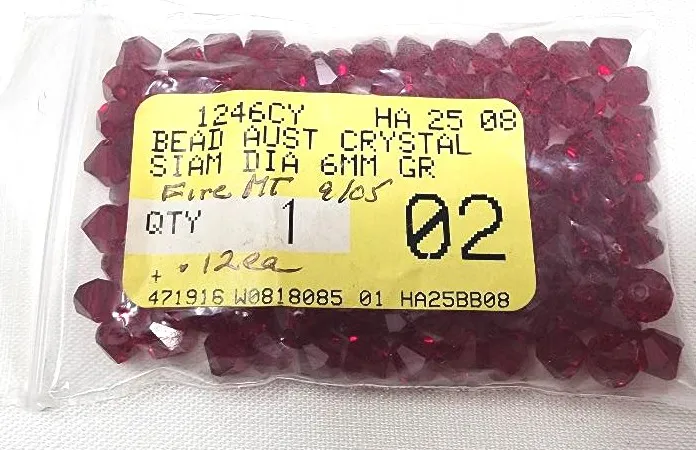 1246CY HA 25 08
BEAD AUST CRYSTAL
SIAM DIA 6MM GR
Fire MT 9/05
QTY 1 02
+ .12ea
471916 W0818085 01 HA25BB08